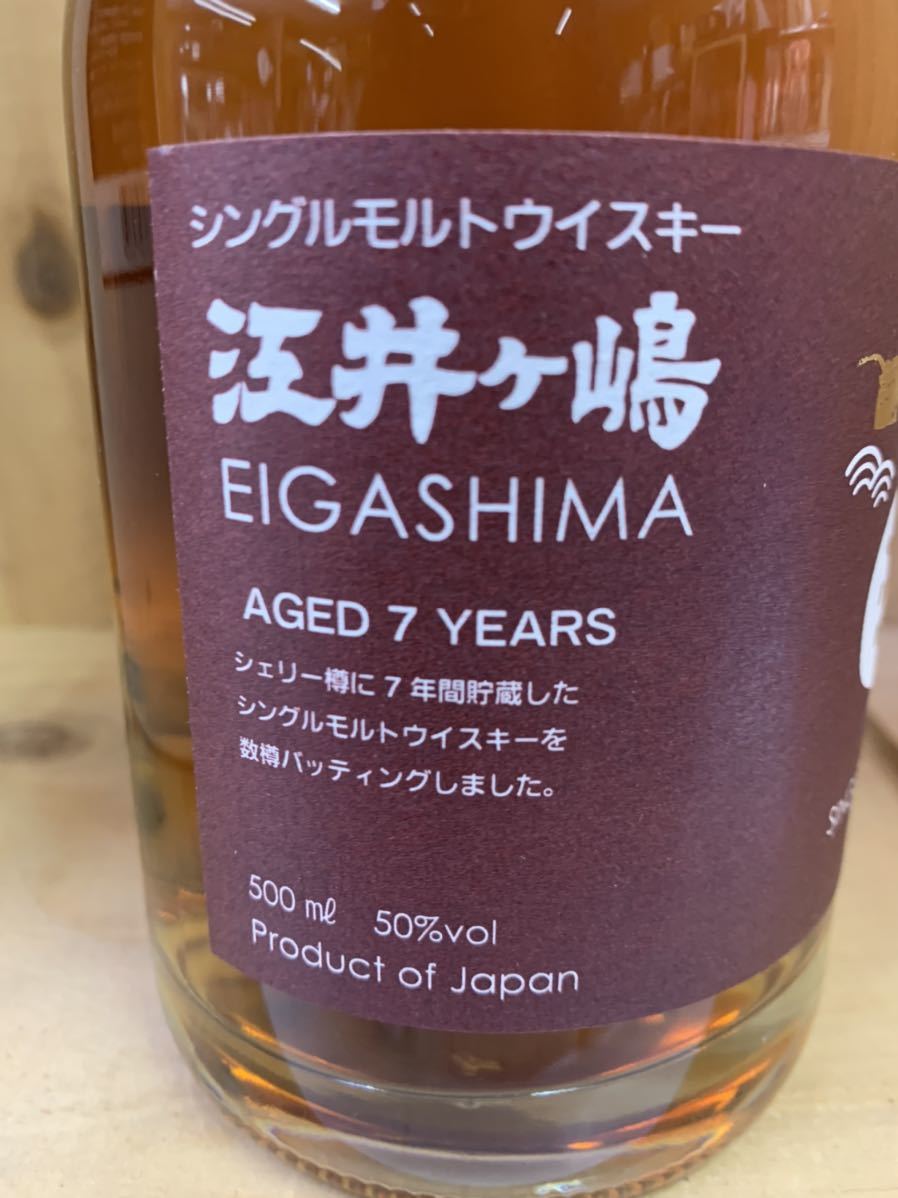 シングルモルトウイスキー
江井ヶ嶋
EIGASHIMA
AGED 7 YEARS
シェリー樽に7年間貯蔵した
シングルモルトウイスキーを
数樽バッティングしました。
500 ml 50%vol
Product of Japan